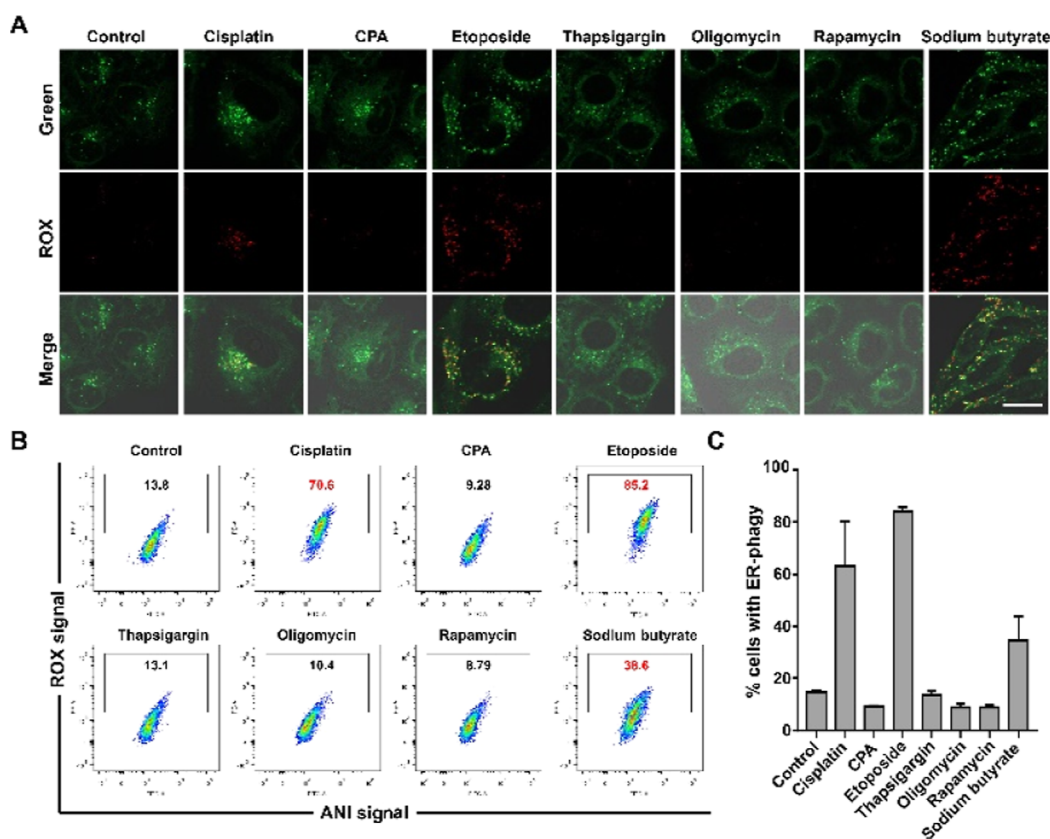 A
Control Cisplatin CPA Etoposide Thapsigargin Oligomycin Rapamycin Sodium butyrate
Green
ROX
Merge
B
Control Cisplatin CPA Etoposide
13.8 70.6 9.28 85.2
Thapsigargin Oligomycin Rapamycin Sodium butyrate
13.1 10.4 8.79 38.6
ROX signal
ANI signal
C
% cells with ER-phagy
100
80
60
40
20
0
Control
Cisplatin
CPA
Etoposide
Thapsigargin
Oligomycin
Rapamycin
Sodium butyrate